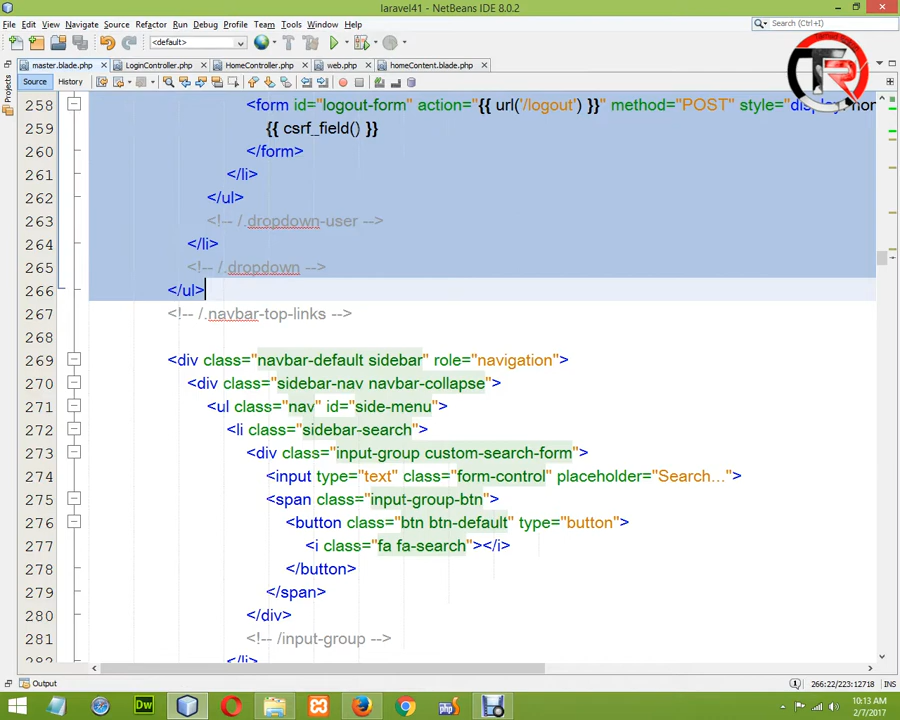 laravel41 - NetBeans IDE 8.0.2
File Edit View Navigate Source Refactor Run Debug Profile Team Tools Window Help
Search (Ctrl+I)
<default>
master.blade.php LoginController.php HomeController.php web.php homeContent.blade.php
Source History
Projects
258 <form id="logout-form" action="{{ url('/logout') }}" method="POST" style="display: non
259 {{ csrf_field() }}
260 </form>
261 </li>
262 </ul>
263 <!-- /.dropdown-user -->
264 </li>
265 <!-- /.dropdown -->
266 </ul>
267 <!-- /.navbar-top-links -->
268
269 <div class="navbar-default sidebar" role="navigation">
270 <div class="sidebar-nav navbar-collapse">
271 <ul class="nav" id="side-menu">
272 <li class="sidebar-search">
273 <div class="input-group custom-search-form">
274 <input type="text" class="form-control" placeholder="Search...">
275 <span class="input-group-btn">
276 <button class="btn btn-default" type="button">
277 <i class="fa fa-search"></i>
278 </button>
279 </span>
280 </div>
281 <!-- /input-group -->
282 </li>
Output
266:22/223:12718 INS
Dw
php
10:13 AM
2/7/2017